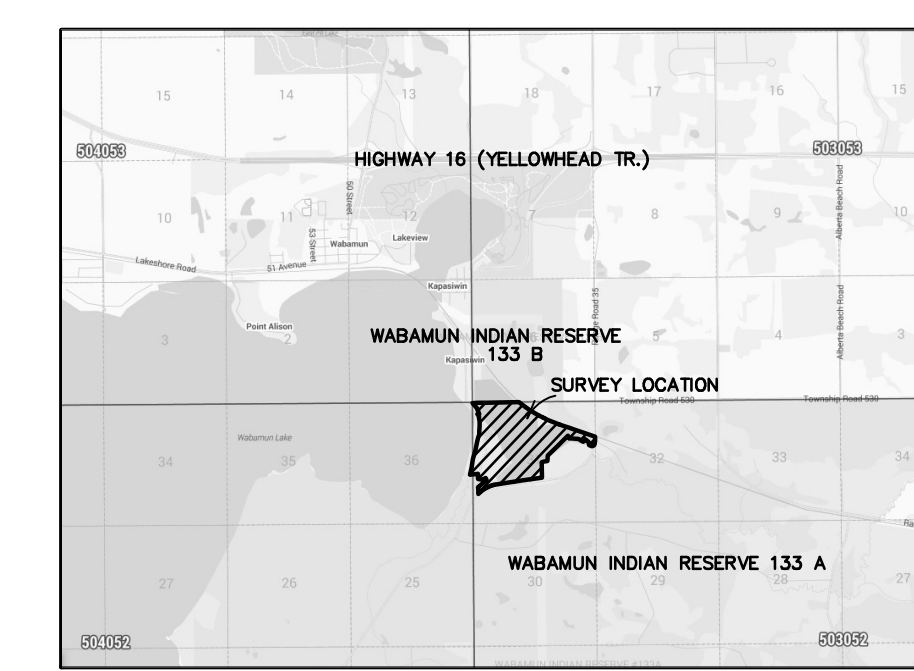 15
14
13
18
17
16
15
504053
503053
HIGHWAY 16 (YELLOWHEAD TR.)
50 Street
Alberta Beach Road
10
11
12
7
8
9
10
53 Street
Wabamun
Lakeview
Lakeshore Road
51 Avenue
Kapasiwin
Alberta Beach Road
Point Alison
3
2
WABAMUN INDIAN RESERVE
133 B
5
4
3
Kapasiwin
SURVEY LOCATION
Township Road 530
Township Road 530
Wabamun Lake
34
35
36
32
33
34
WABAMUN INDIAN RESERVE 133 A
27
26
25
30
29
28
27
504052
503052
WABAMUN INDIAN RESERVE #133A